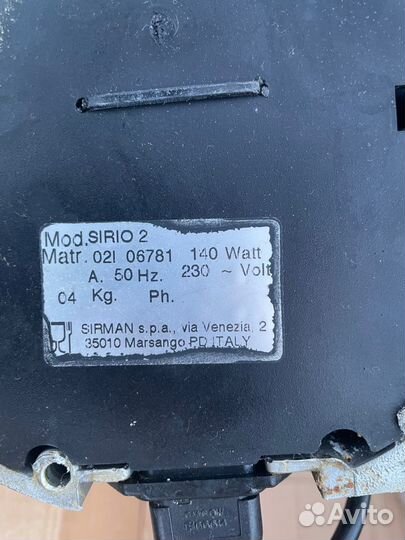 Mod. SIRIO 2
Matr. 02I 06781 140 Watt
A. 50 Hz. 230 ~ Volt
04 Kg. Ph.
SIRMAN s.p.a., via Venezia, 2
35010 Marsango PD ITALY
Avito